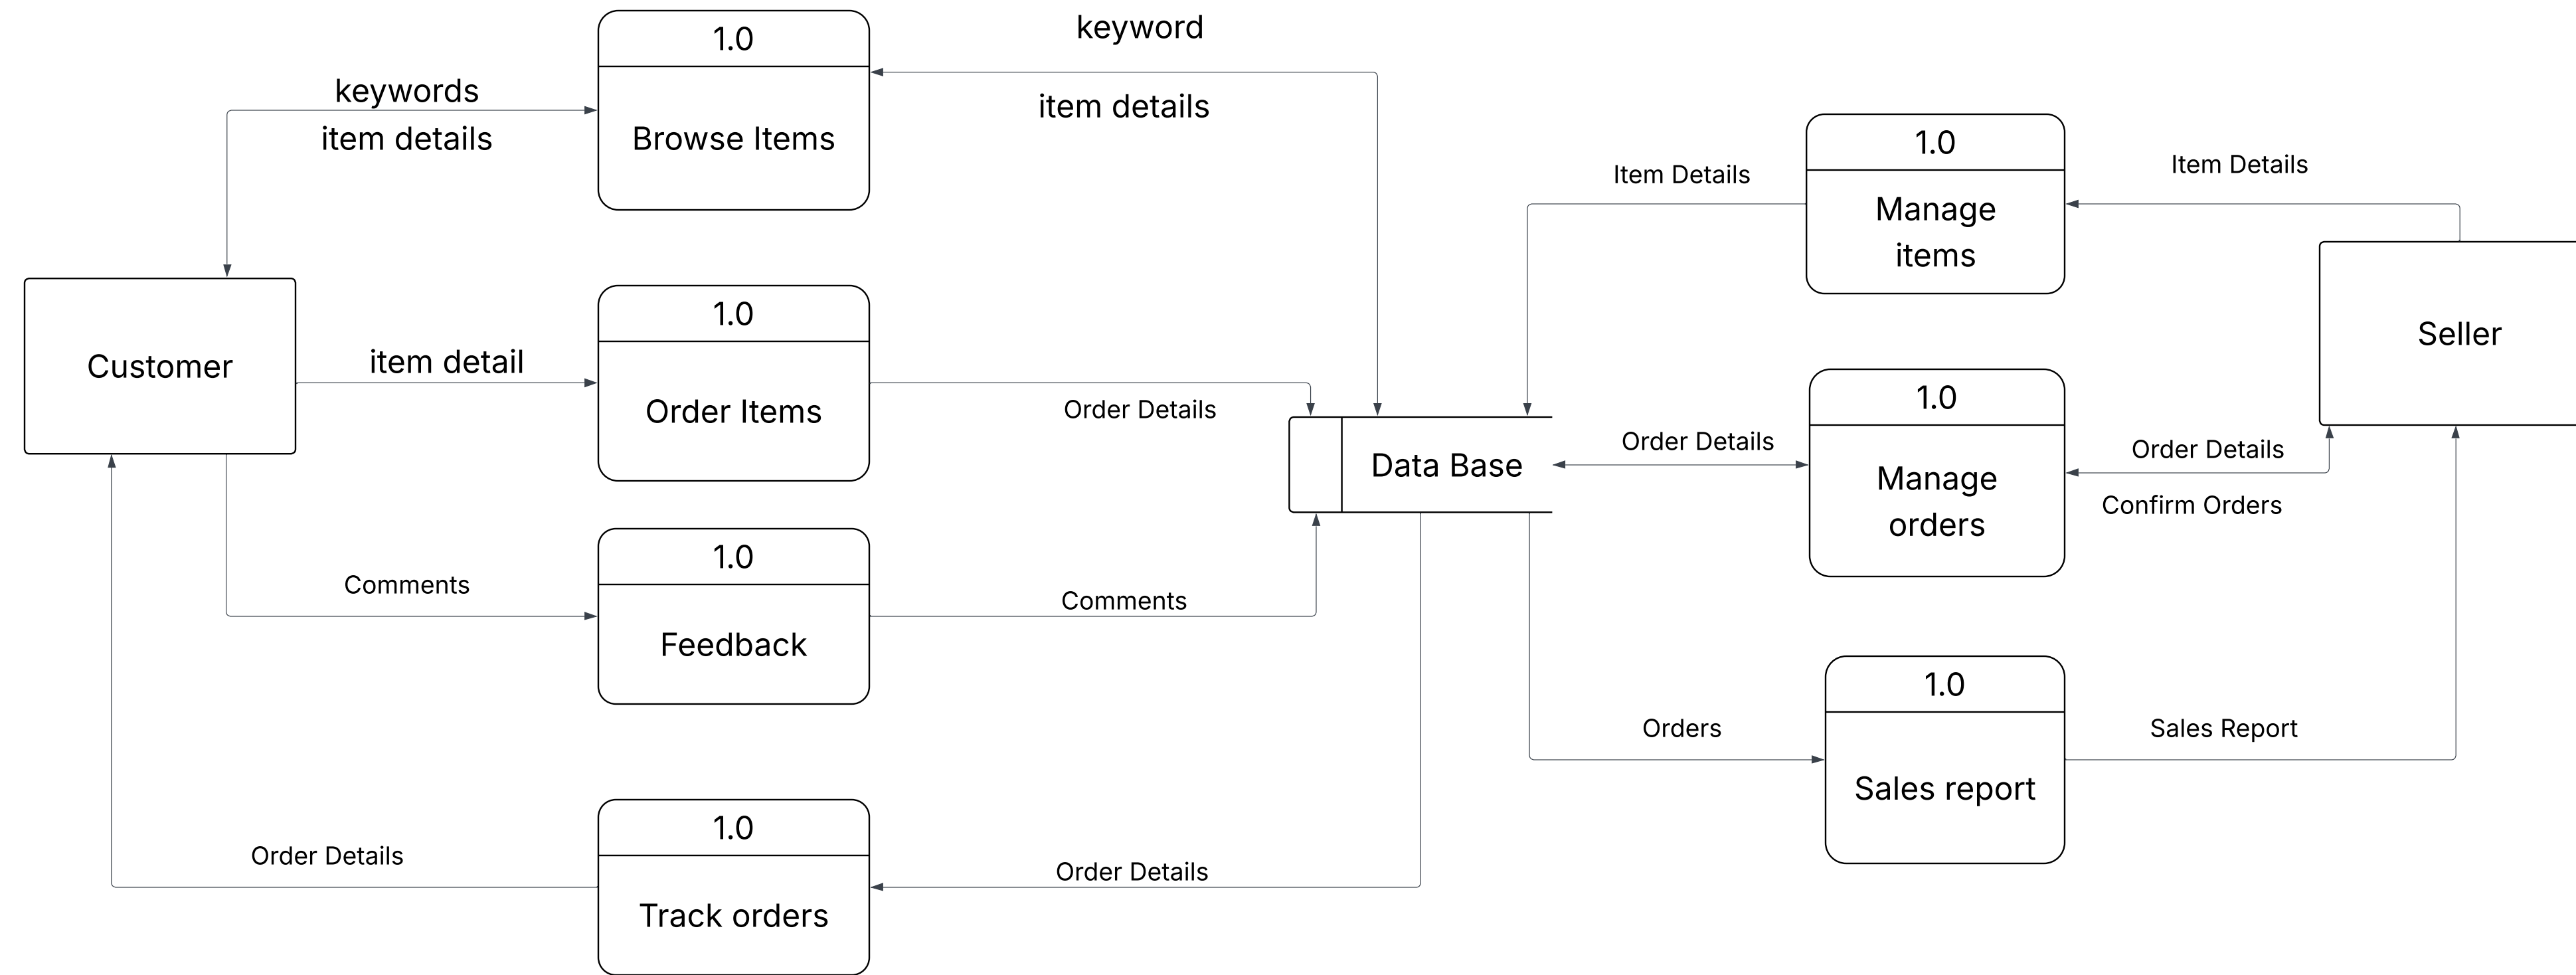 1.0
keyword
keywords
item details
Browse Items
item details
1.0
Manage
items
Item Details
Item Details
Customer
item detail
1.0
Order Items
Order Details
Data Base
Order Details
1.0
Manage
orders
Order Details
Confirm Orders
Seller
Comments
1.0
Feedback
Comments
Orders
1.0
Sales report
Sales Report
Order Details
1.0
Track orders
Order Details